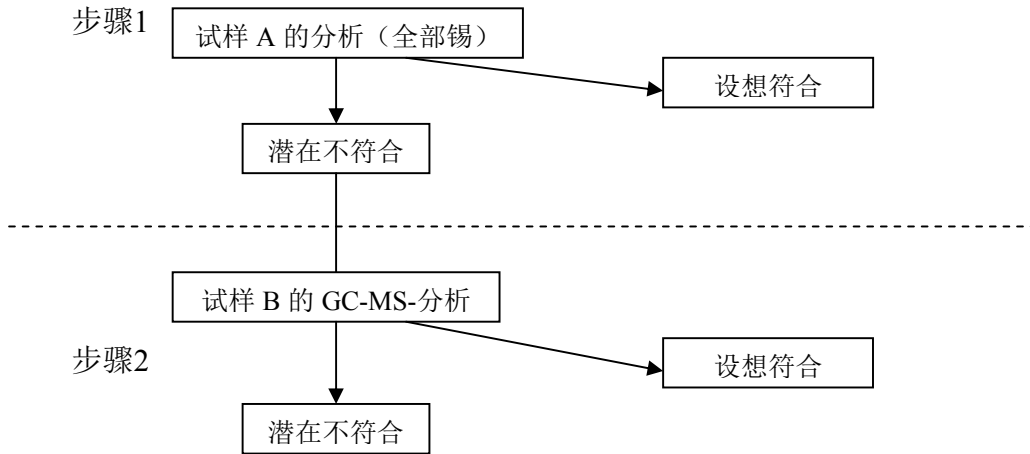 步骤1
试样 A 的分析（全部锡）
设想符合
潜在不符合
试样 B 的 GC-MS-分析
步骤2
设想符合
潜在不符合